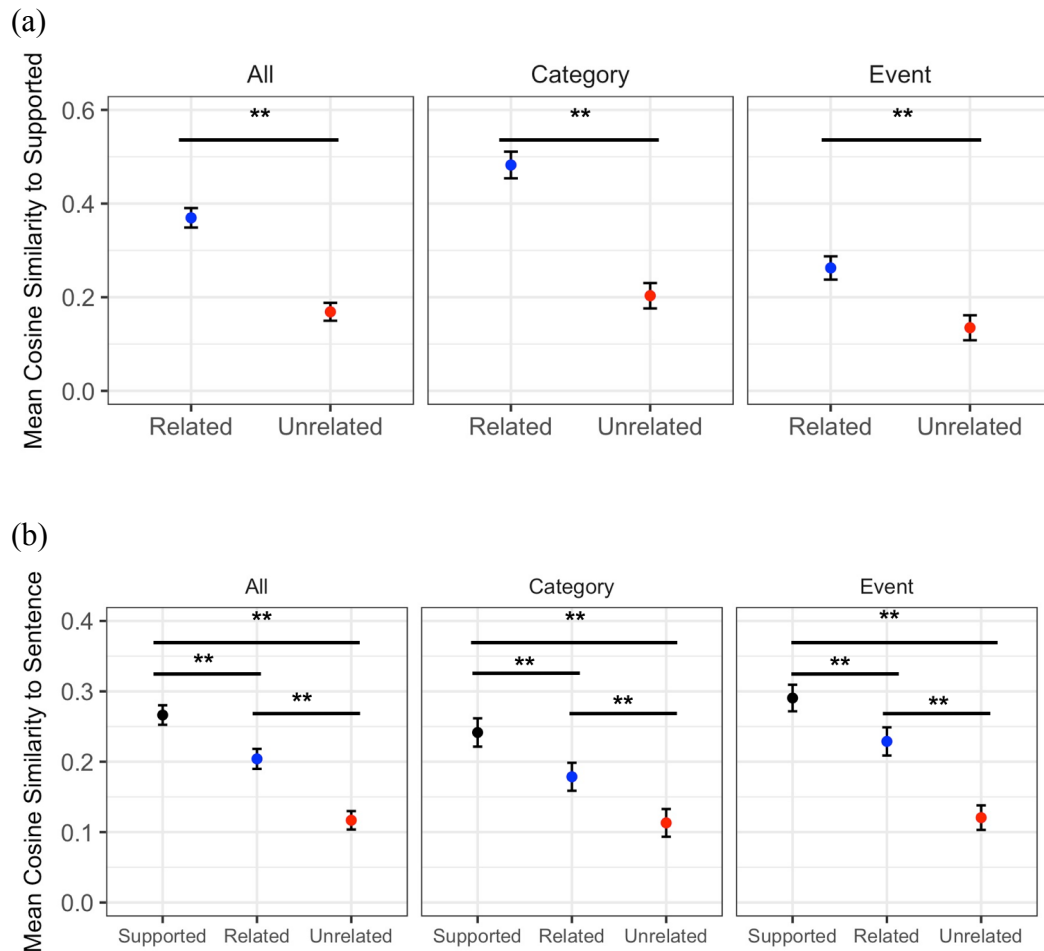 (a)
Mean Cosine Similarity to Supported
All
Category
Event
0.6
0.4
0.2
0.0
**
**
**
Related
Unrelated
Related
Unrelated
Related
Unrelated
(b)
Mean Cosine Similarity to Sentence
All
Category
Event
0.4
0.3
0.2
0.1
0.0
**
**
**
**
**
**
**
**
**
Supported
Related
Unrelated
Supported
Related
Unrelated
Supported
Related
Unrelated